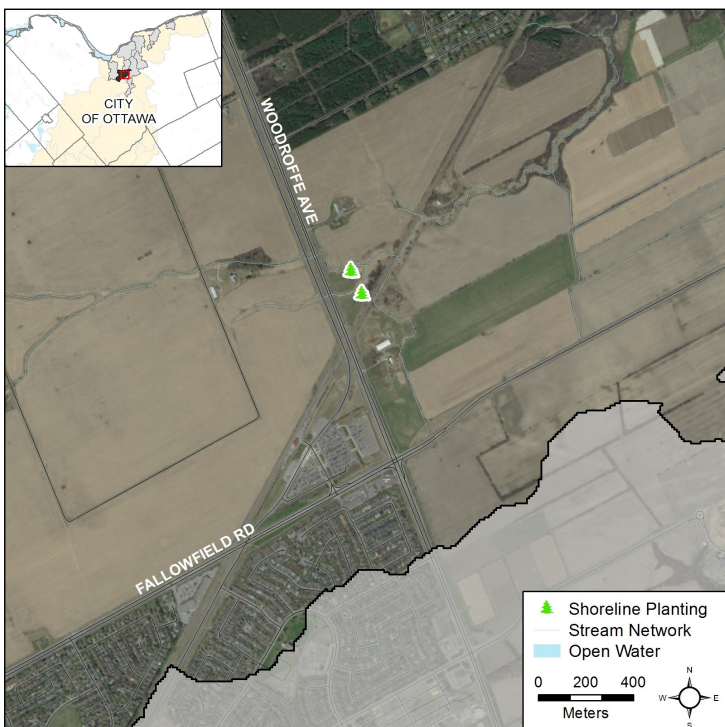 CITY
OF OTTAWA
WOODROFFE AVE
FALLOWFIELD RD
Shoreline Planting
Stream Network
Open Water
0 200 400
Meters
N
W E
S